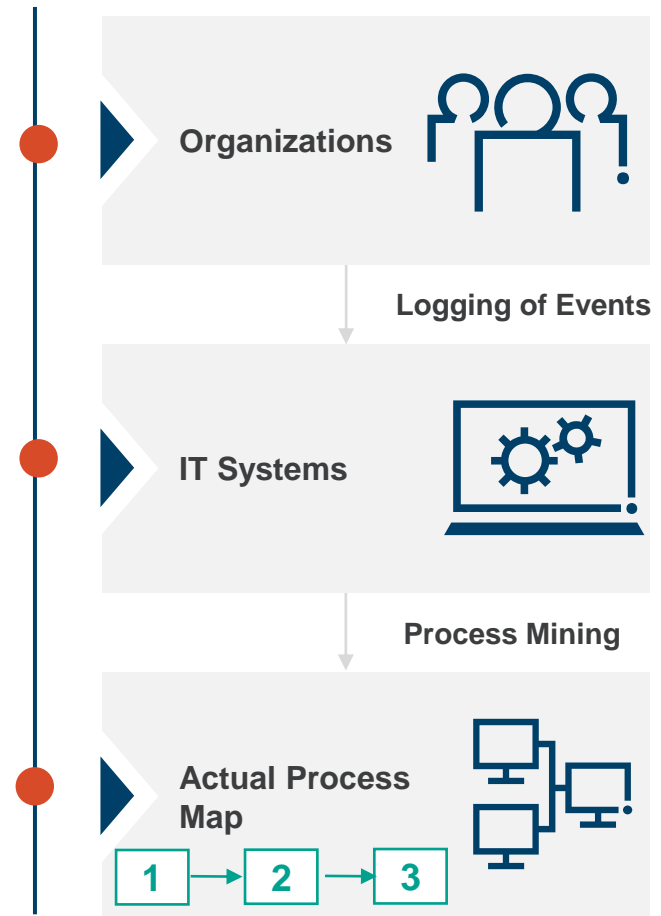 Organizations
Logging of Events
IT Systems
Process Mining
Actual Process
Map
1 2 3